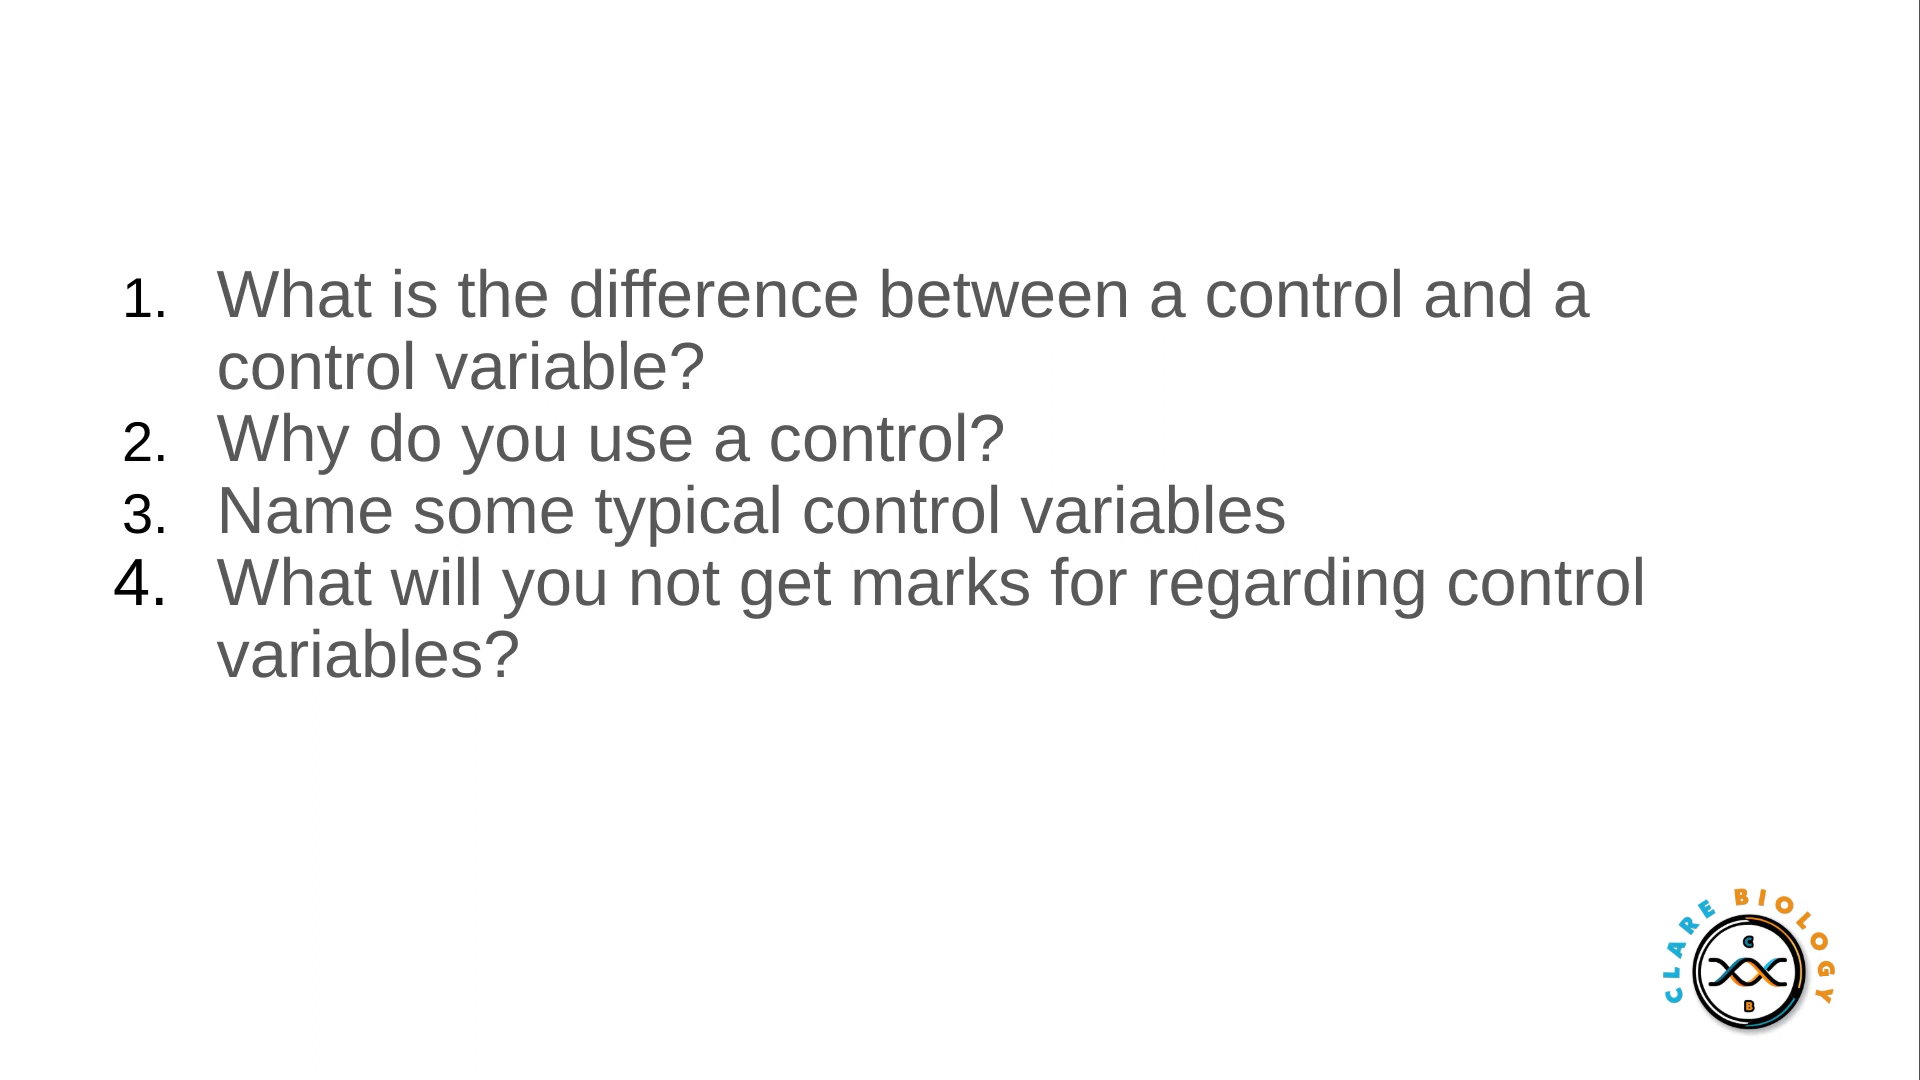 1. What is the difference between a control and a
control variable?
2. Why do you use a control?
3. Name some typical control variables
4. What will you not get marks for regarding control
variables?
CLARE BIOLOGY
C
B